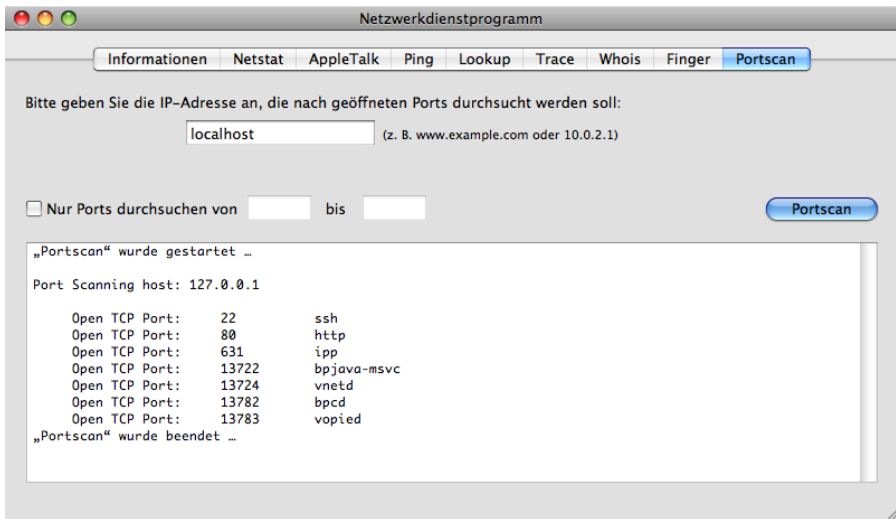 Netzwerkdienstprogramm
Informationen Netstat AppleTalk Ping Lookup Trace Whois Finger Portscan
Bitte geben Sie die IP-Adresse an, die nach geöffneten Ports durchsucht werden soll:
localhost (z. B. www.example.com oder 10.0.2.1)
Nur Ports durchsuchen von bis Portscan
„Portscan“ wurde gestartet …
Port Scanning host: 127.0.0.1
Open TCP Port: 22 ssh
Open TCP Port: 80 http
Open TCP Port: 631 ipp
Open TCP Port: 13722 bpjava-msvc
Open TCP Port: 13724 vnetd
Open TCP Port: 13782 bpcd
Open TCP Port: 13783 vopied
„Portscan“ wurde beendet …